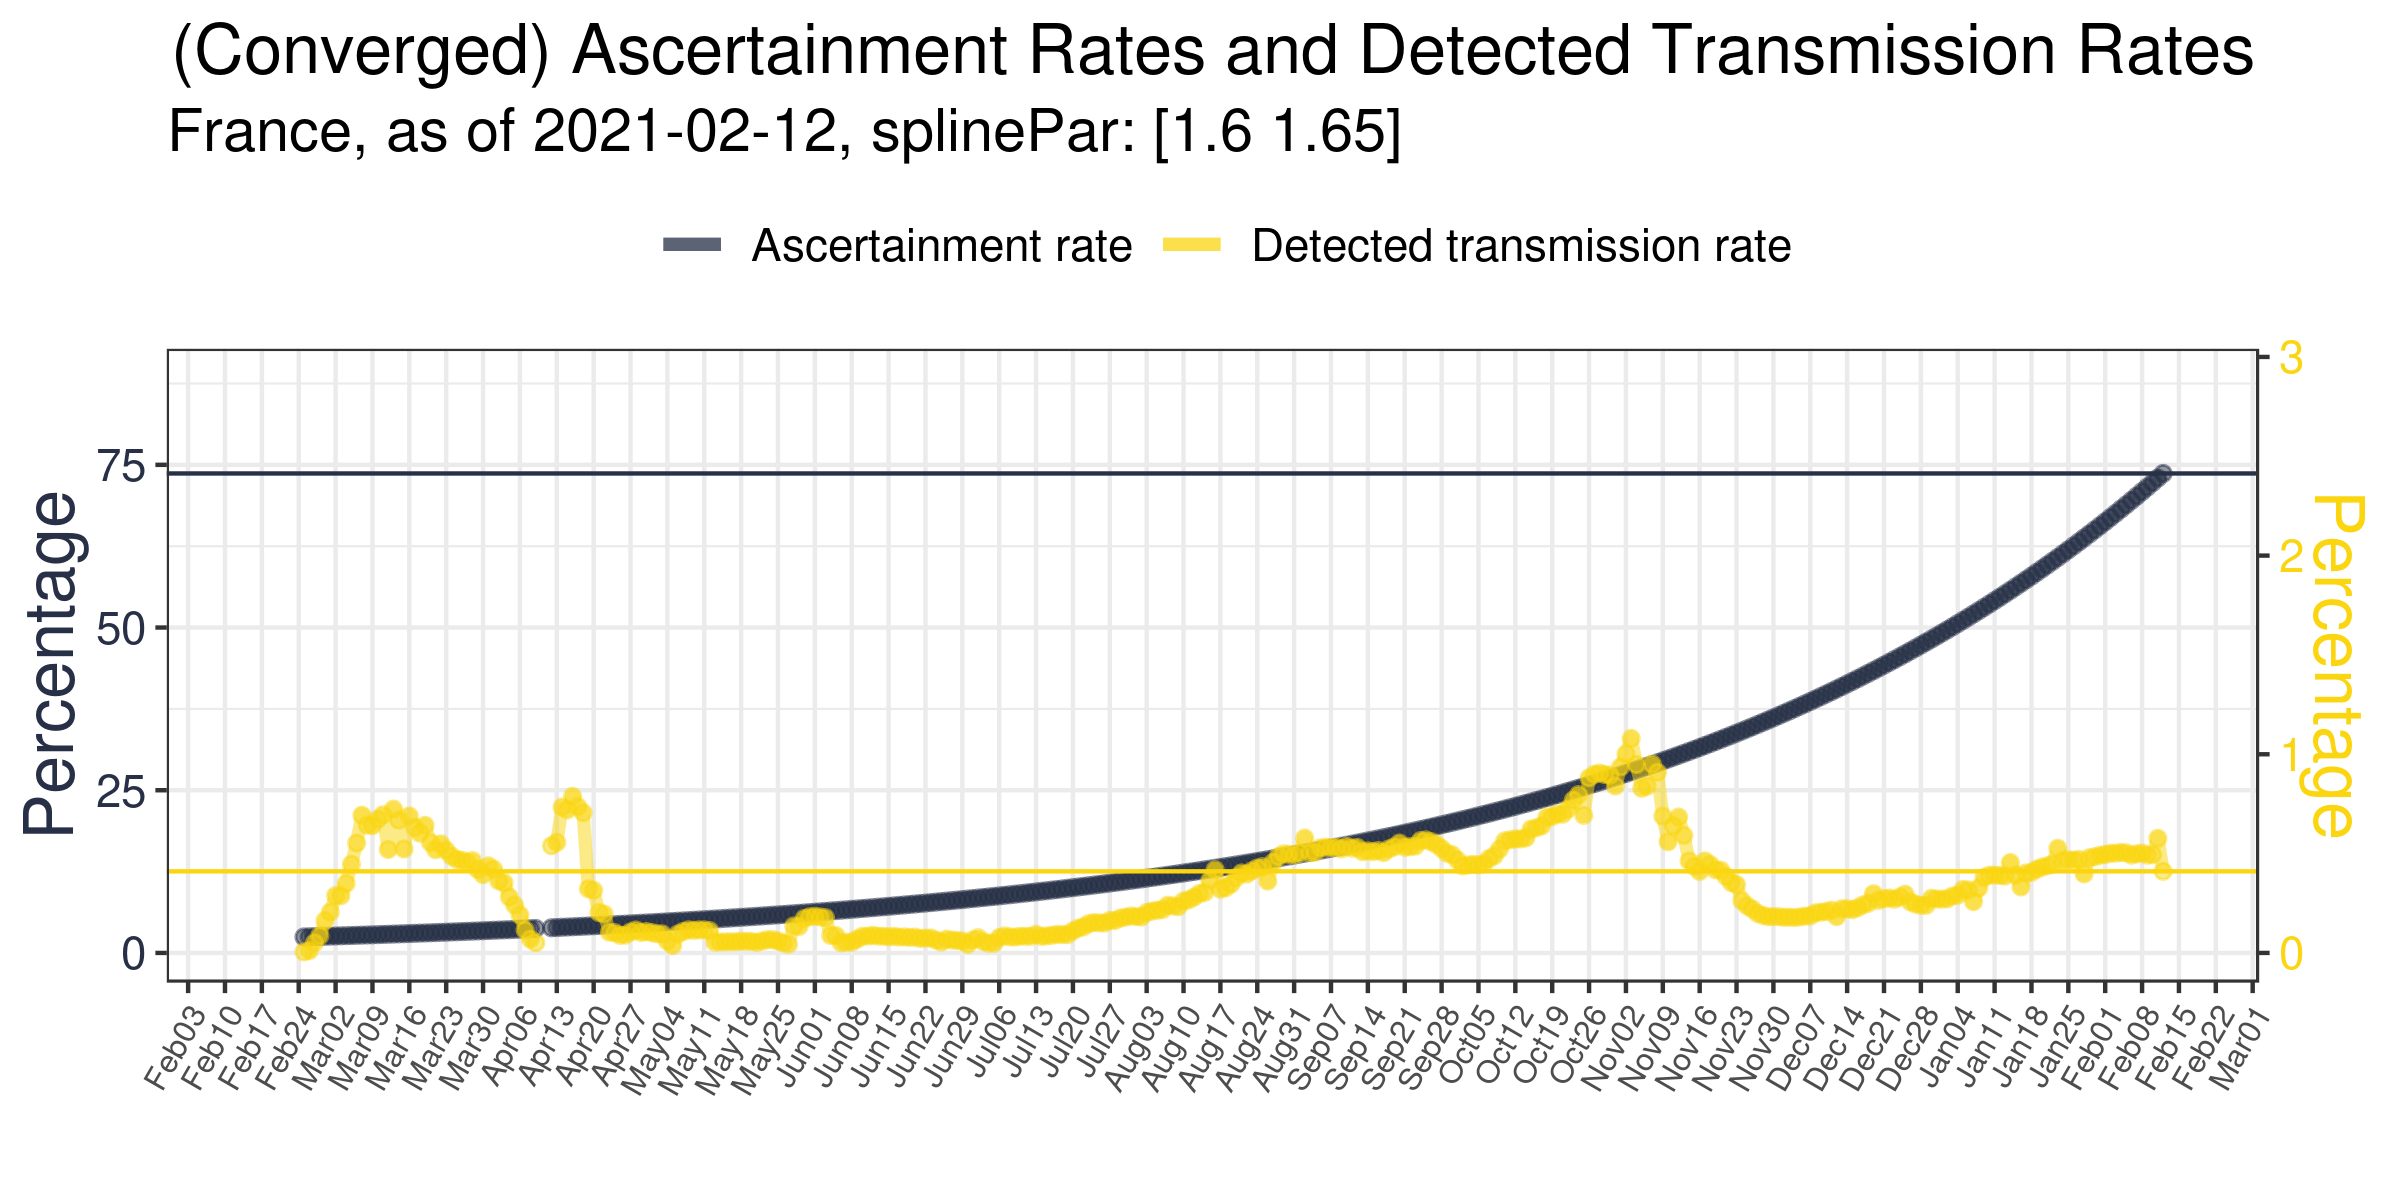 (Converged) Ascertainment Rates and Detected Transmission Rates
France, as of 2021-02-12, splinePar: [1.6 1.65]
Ascertainment rate Detected transmission rate
Percentage
75
50
25
0
3
2
1
0
Percentage
Feb03 Feb10 Feb17 Feb24 Mar02 Mar09 Mar16 Mar23 Mar30 Apr06 Apr13 Apr20 Apr27 May04 May11 May18 May25 Jun01 Jun08 Jun15 Jun22 Jun29 Jul06 Jul13 Jul20 Jul27 Aug03 Aug10 Aug17 Aug24 Aug31 Sep07 Sep14 Sep21 Sep28 Oct05 Oct12 Oct19 Oct26 Nov02 Nov09 Nov16 Nov23 Nov30 Dec07 Dec14 Dec21 Dec28 Jan04 Jan11 Jan18 Jan25 Feb01 Feb08 Feb15 Feb22 Mar01